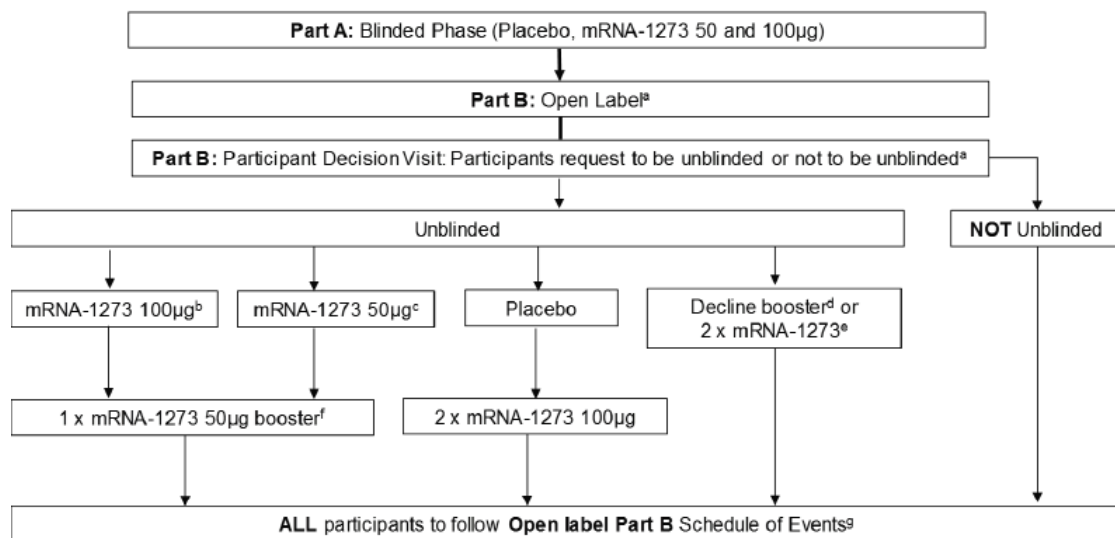 Part A: Blinded Phase (Placebo, mRNA-1273 50 and 100µg)
Part B: Open Labelᵃ
Part B: Participant Decision Visit: Participants request to be unblinded or not to be unblindedᵃ
Unblinded
NOT Unblinded
mRNA-1273 100µgᵇ
mRNA-1273 50µgᶜ
Placebo
Decline boosterᵈ or
2 x mRNA-1273ᵉ
1 x mRNA-1273 50µg boosterᶠ
2 x mRNA-1273 100µg
ALL participants to follow Open label Part B Schedule of Eventsᵍ